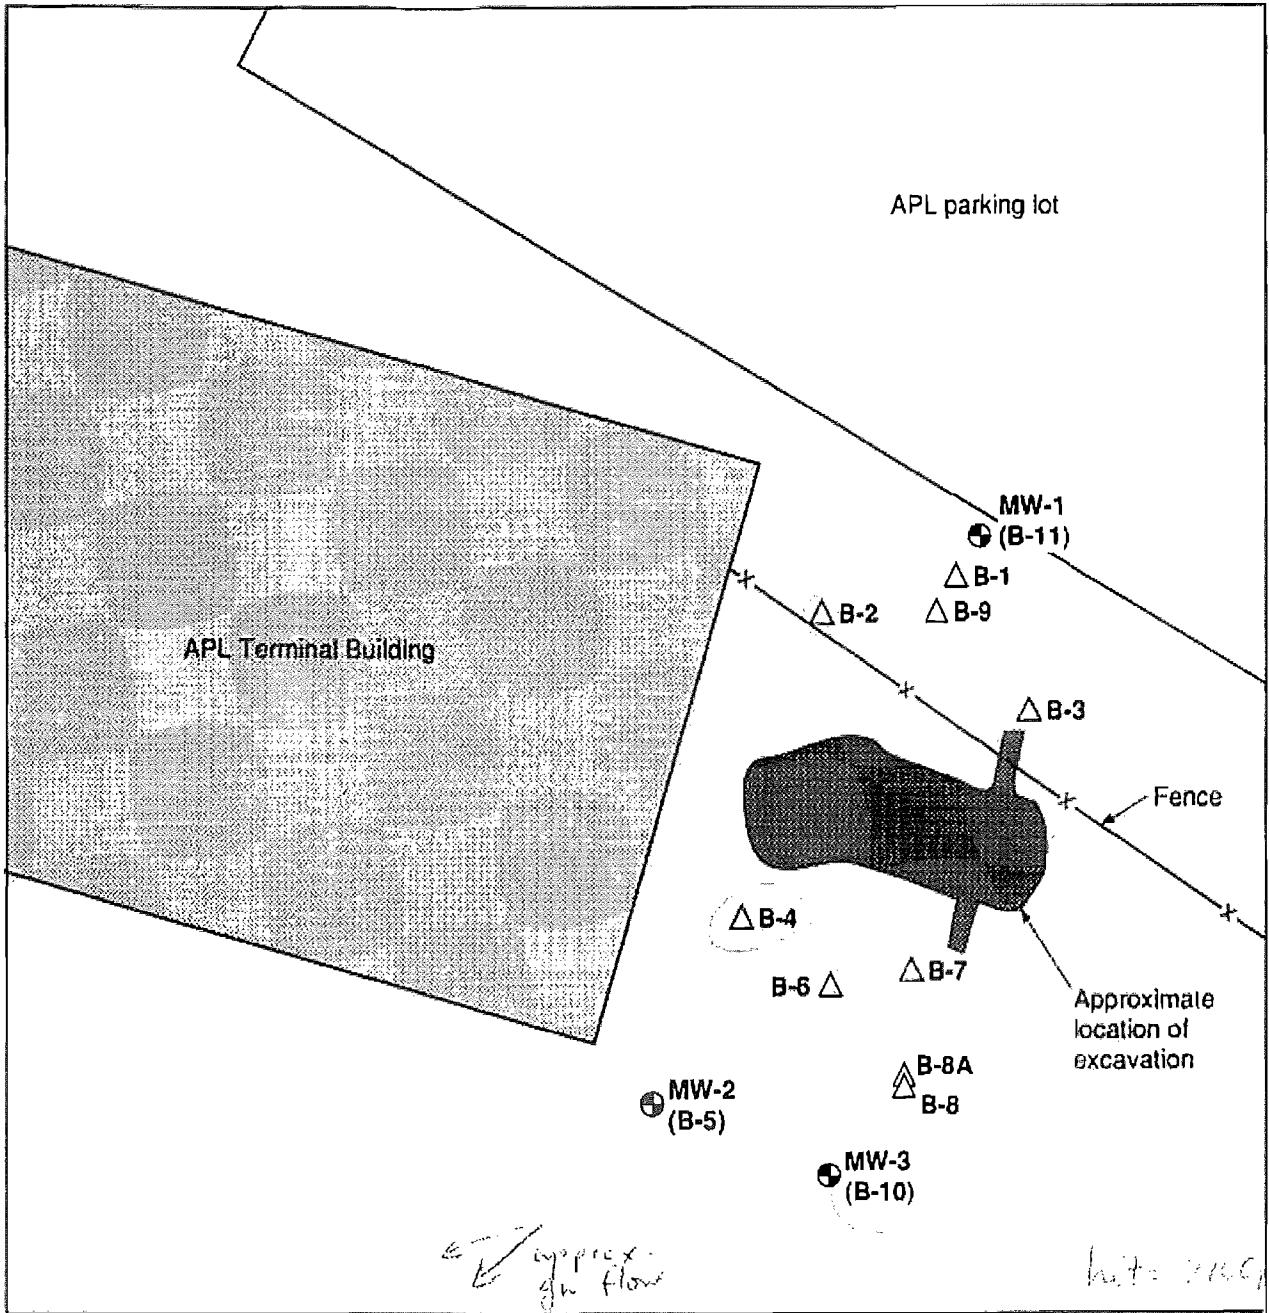 APL parking lot
MW-1
(B-11)
B-1
B-2
B-9
APL Terminal Building
B-3
Fence
B-4
B-7
B-6
Approximate
location of
excavation
B-8A
B-8
MW-2
(B-5)
MW-3
(B-10)
approx.
gw flow